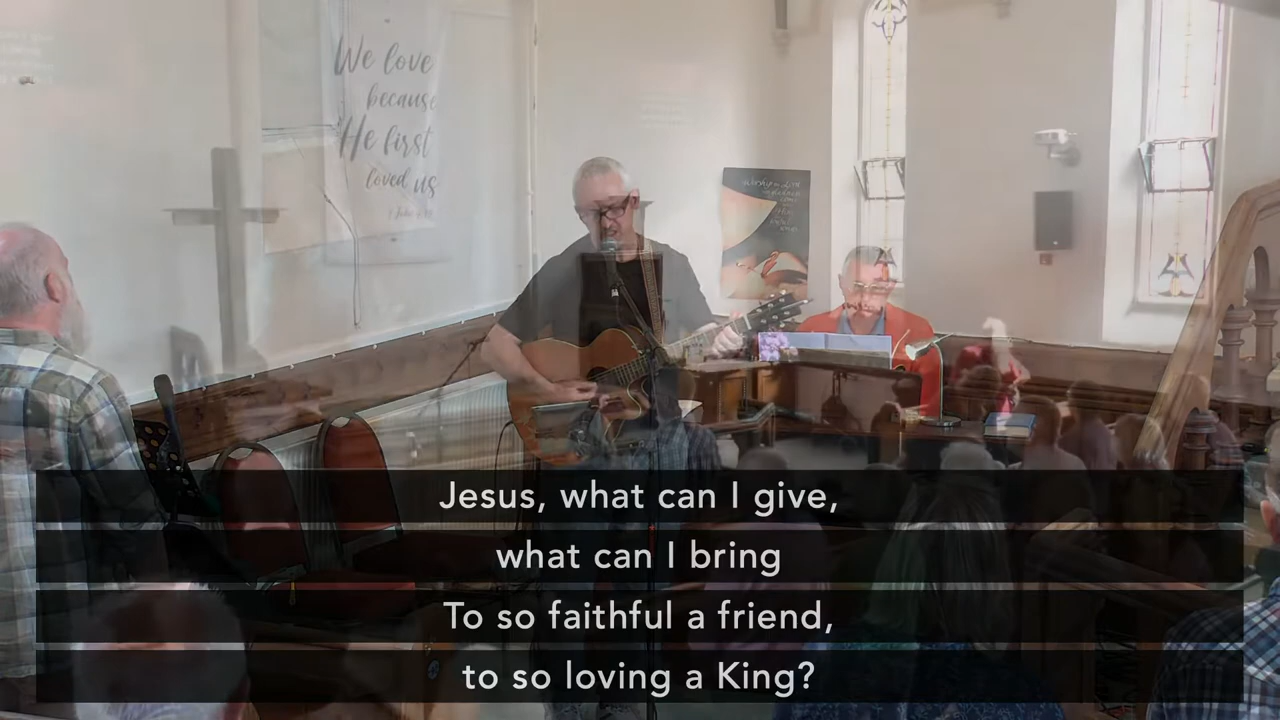 We love
because
He first
loved us
Jesus, what can I give,
what can I bring
To so faithful a friend,
to so loving a King?